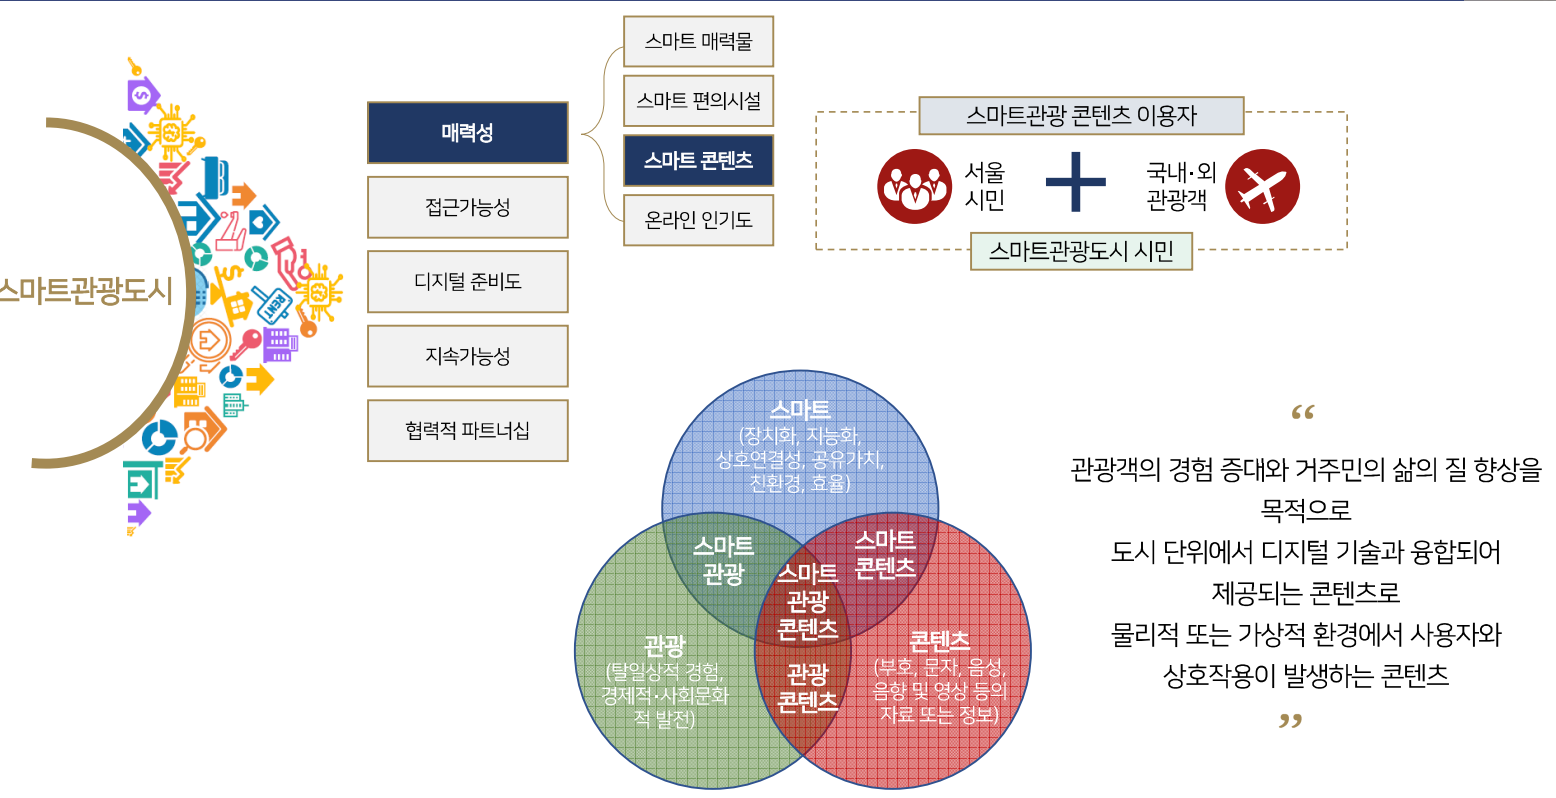 스마트관광도시
매력성
접근가능성
디지털 준비도
지속가능성
협력적 파트너십
스마트 매력물
스마트 편의시설
스마트 콘텐츠
온라인 인기도
스마트관광 콘텐츠 이용자
서울
시민
국내·외
관광객
스마트관광도시 시민
RENT
스마트
(장치화, 지능화,
상호연결성, 공유가치,
친환경, 효율)
스마트
관광
스마트
콘텐츠
스마트
관광
콘텐츠
관광
(탈일상적 경험,
경제적·사회문화
적 발전)
관광
콘텐츠
콘텐츠
(부호, 문자, 음성,
음향 및 영상 등의
자료 또는 정보)
“
관광객의 경험 증대와 거주민의 삶의 질 향상을
목적으로
도시 단위에서 디지털 기술과 융합되어
제공되는 콘텐츠로
물리적 또는 가상적 환경에서 사용자와
상호작용이 발생하는 콘텐츠
”